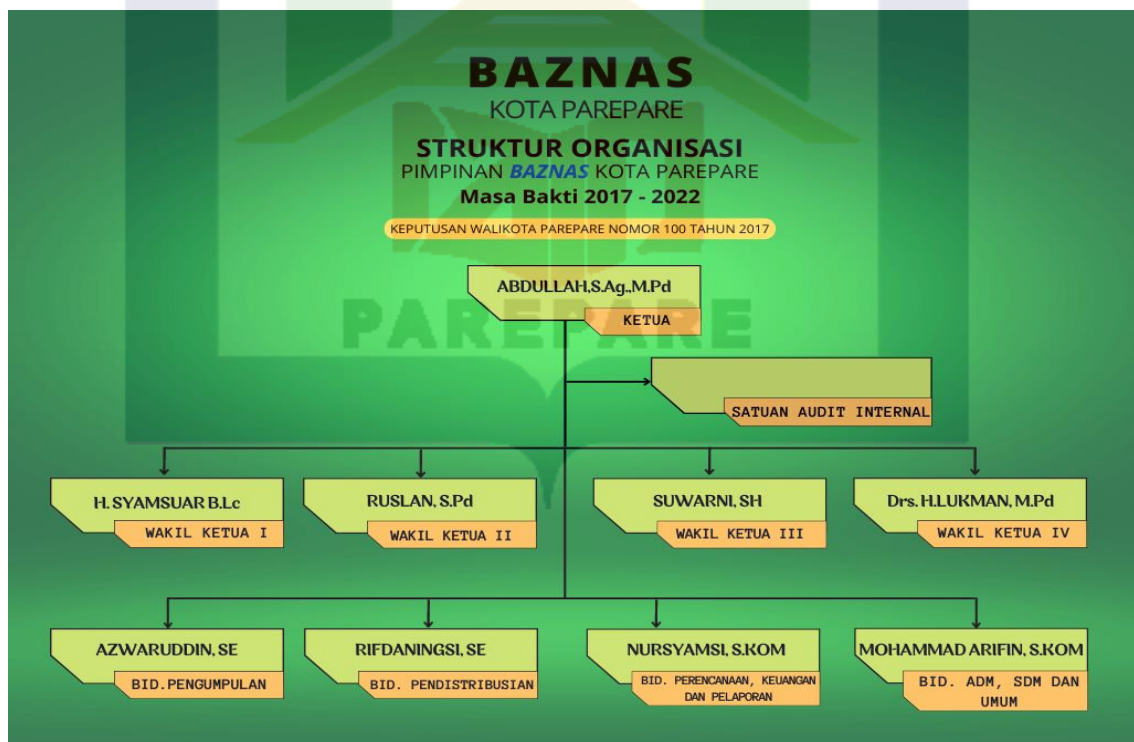 BAZNAS
KOTA PAREPARE
STRUKTUR ORGANISASI
PIMPINAN BAZNAS KOTA PAREPARE
Masa Bakti 2017 - 2022
KEPUTUSAN WALIKOTA PAREPARE NOMOR 100 TAHUN 2017
ABDULLAH,S.Ag.,M.Pd
KETUA
PAREPARE
SATUAN AUDIT INTERNAL
H. SYAMSUAR B.Lc
WAKIL KETUA I
RUSLAN, S.Pd
WAKIL KETUA II
SUWARNI, SH
WAKIL KETUA III
Drs. H.LUKMAN, M.Pd
WAKIL KETUA IV
AZWARUDDIN, SE
BID.PENGUMPULAN
RIFDANINGSI, SE
BID. PENDISTRIBUSIAN
NURSYAMSI, S.KOM
BID. PERENCANAAN, KEUANGAN
DAN PELAPORAN
MOHAMMAD ARIFIN, S.KOM
BID. ADM, SDM DAN
UMUM